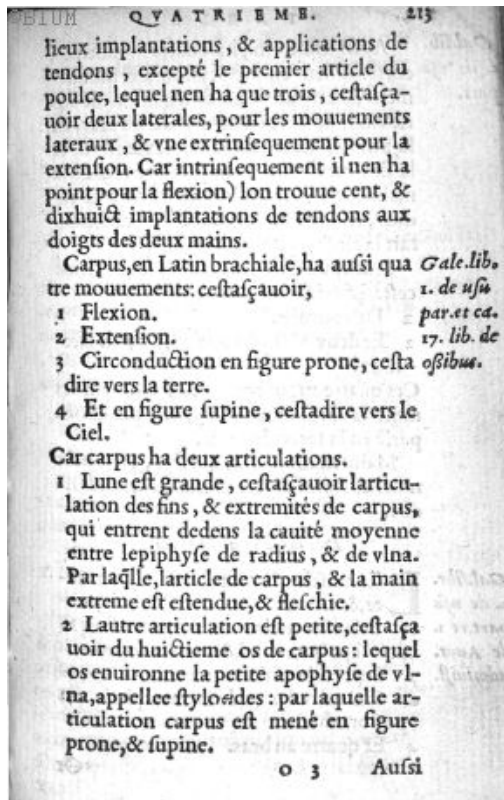 ©BIUM
QVATRIEME. 213
lieux implantations, & applications de
tendons, excepté le premier article du
poulce, lequel nen ha que trois, ceſtaſça-
uoir deux laterales, pour les mouuements
lateraux, & vne extrinſequement pour la
extenſion. Car intrinſequement il nen ha
point pour la flexion) lon trouue cent, &
dixhuict implantations de tendons aux
doigts des deux mains.
Carpus, en Latin brachiale, ha auſsi qua
tre mouuements: ceſtaſçauoir,
1 Flexion.
2 Extenſion.
3 Circonduction en figure prone, ceſta
dire vers la terre.
4 Et en figure ſupine, ceſtadire vers le
Ciel.
Gale.lib.
1. de uſu
par.et ca.
17. lib. de
oßibus.
Car carpus ha deux articulations.
1 Lune eſt grande, ceſtaſçauoir larticu-
lation des fins, & extremités de carpus,
qui entrent dedens la cauité moyenne
entre lepiphyſe de radius, & de vlna.
Par laq̃lle, larticle de carpus, & la main
extreme eſt eſtendue, & fleſchie.
2 Lautre articulation eſt petite, ceſtaſça
uoir du huictieme os de carpus: lequel
os enuironne la petite apophyſe de vl-
na, appellee ſtyloeides: par laquelle ar-
ticulation carpus eſt mené en figure
prone, & ſupine.
o 3 Auſſi